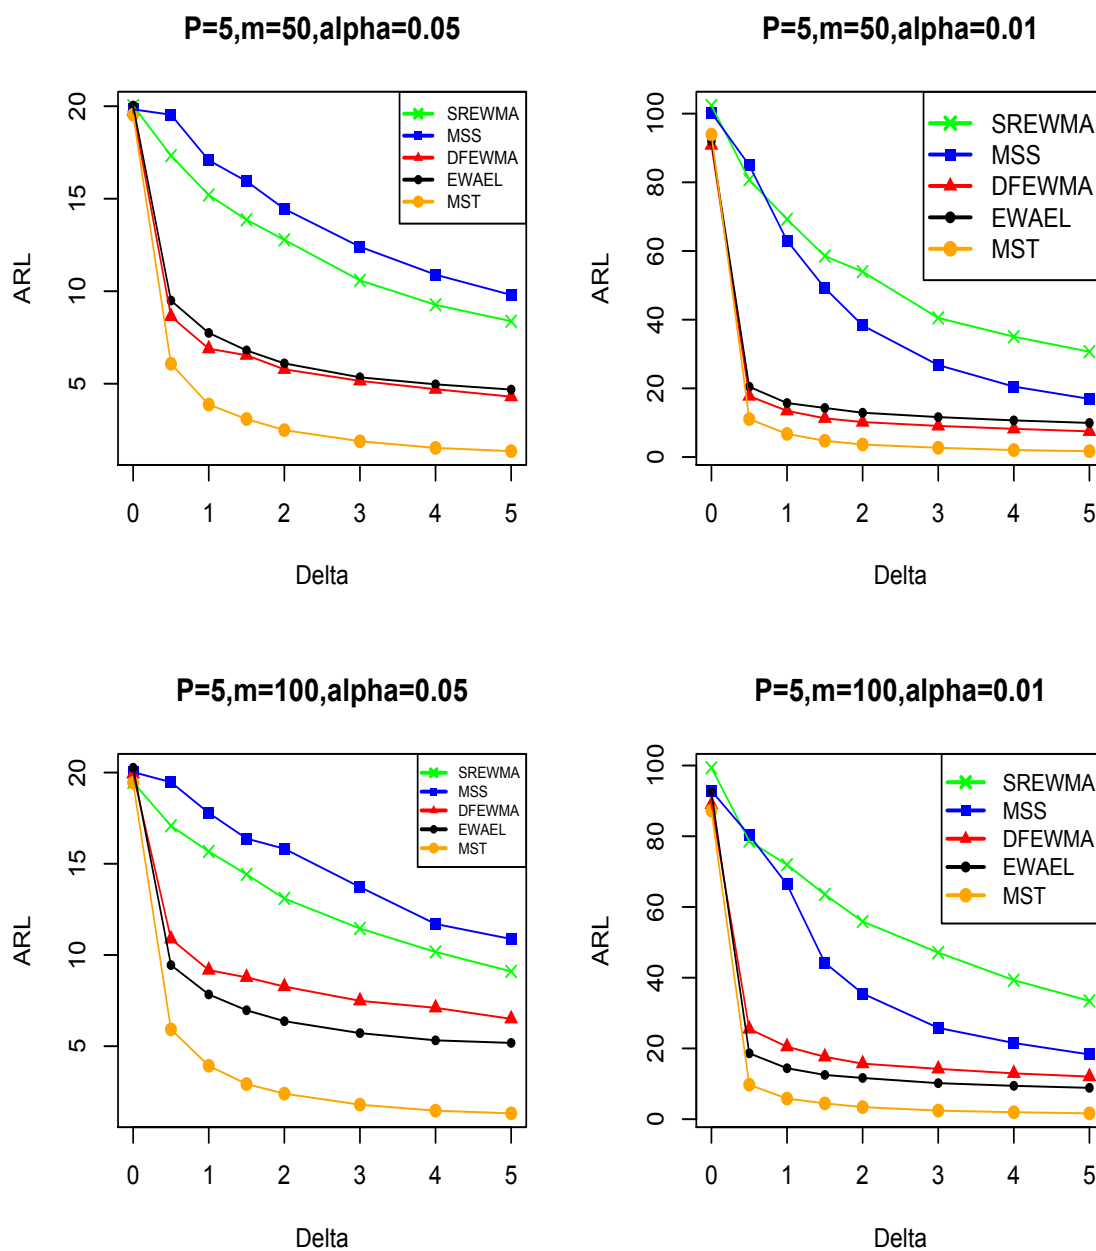 P=5,m=50,alpha=0.05
20
15
10
5
ARL
0 1 2 3 4 5
Delta
SREWMA
MSS
DFEWMA
EWAEL
MST
P=5,m=50,alpha=0.01
100
80
60
40
20
0
ARL
0 1 2 3 4 5
Delta
SREWMA
MSS
DFEWMA
EWAEL
MST
P=5,m=100,alpha=0.05
20
15
10
5
ARL
0 1 2 3 4 5
Delta
SREWMA
MSS
DFEWMA
EWAEL
MST
P=5,m=100,alpha=0.01
100
80
60
40
20
0
ARL
0 1 2 3 4 5
Delta
SREWMA
MSS
DFEWMA
EWAEL
MST